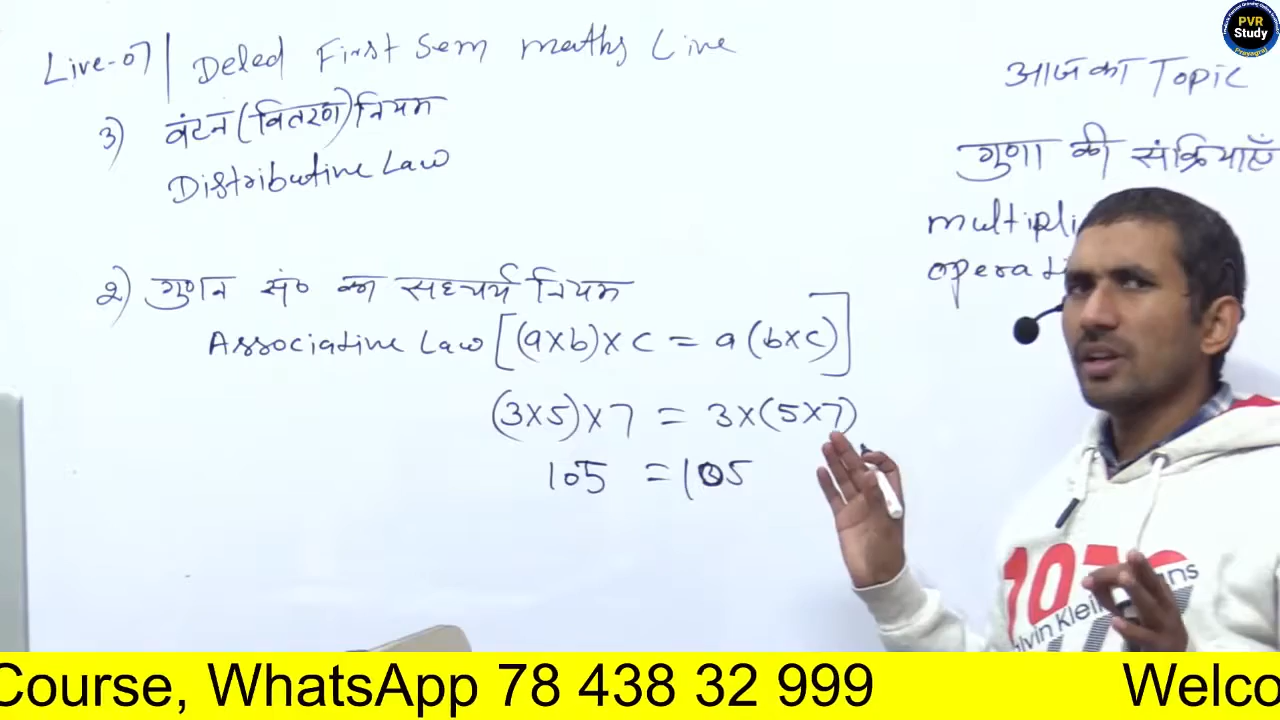 Live-07 | Deled First Sem maths Live
3) वंटन (वितरण) नियम
Distributive Law
2) गुणन सं० का सहचर्य नियम
Associative Law [(a×b)×c = a(b×c)]
(3×5)×7 = 3×(5×7)
105 = 105
आज का Topic
गुणा की संक्रियाएँ
multipli
operati
PVR
Study
Prayagraj
Course, WhatsApp 78 438 32 999 Welco